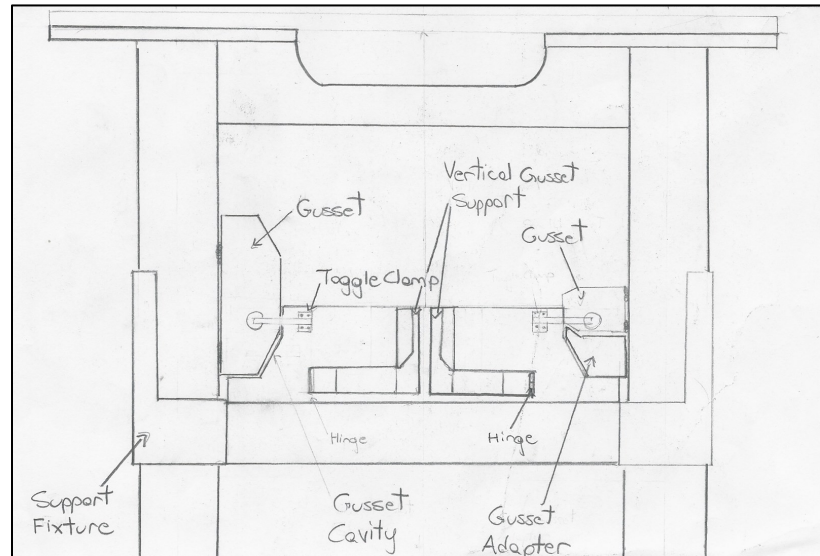 Vertical Gusset
Support
Gusset
Gusset
Toggle Clamp
Hinge
Hinge
Support
Fixture
Gusset
Cavity
Gusset
Adapter